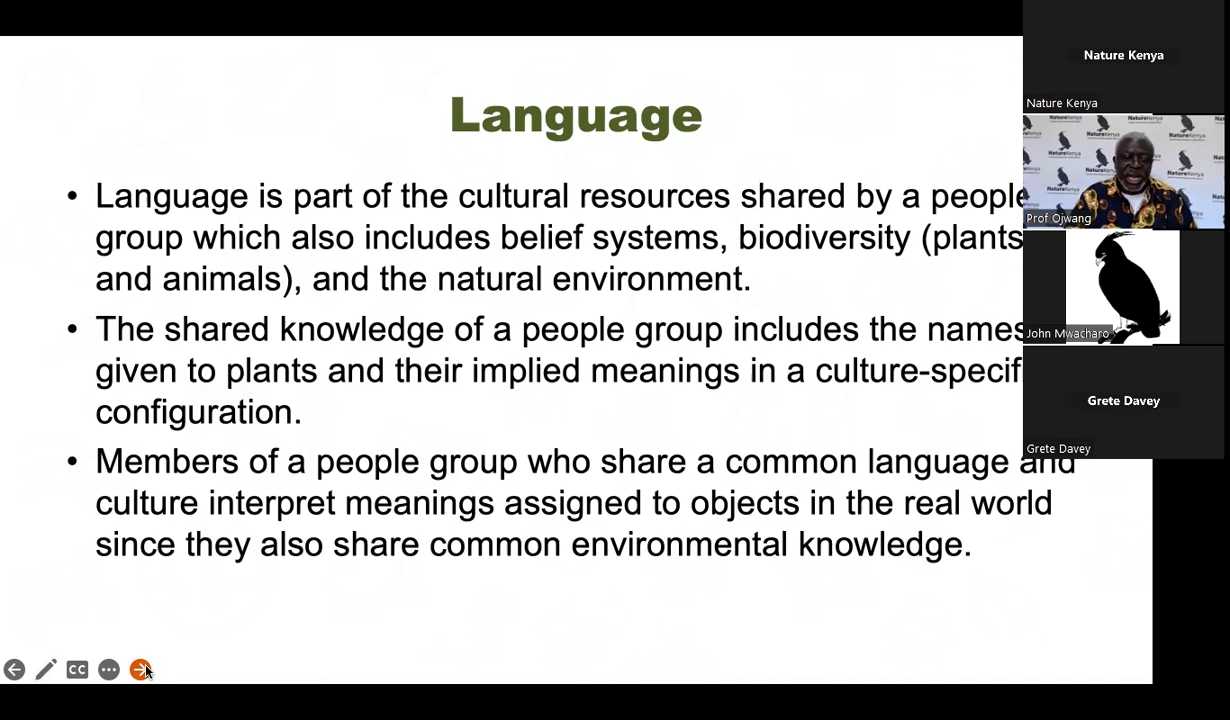 Language
• Language is part of the cultural resources shared by a people
group which also includes belief systems, biodiversity (plants
and animals), and the natural environment.
• The shared knowledge of a people group includes the names
given to plants and their implied meanings in a culture-specif
configuration.
• Members of a people group who share a common language and
culture interpret meanings assigned to objects in the real world
since they also share common environmental knowledge.
CC
Nature Kenya
Nature Kenya
NatureKenya
Prof Ojwang
John Mwacharo
Grete Davey
Grete Davey